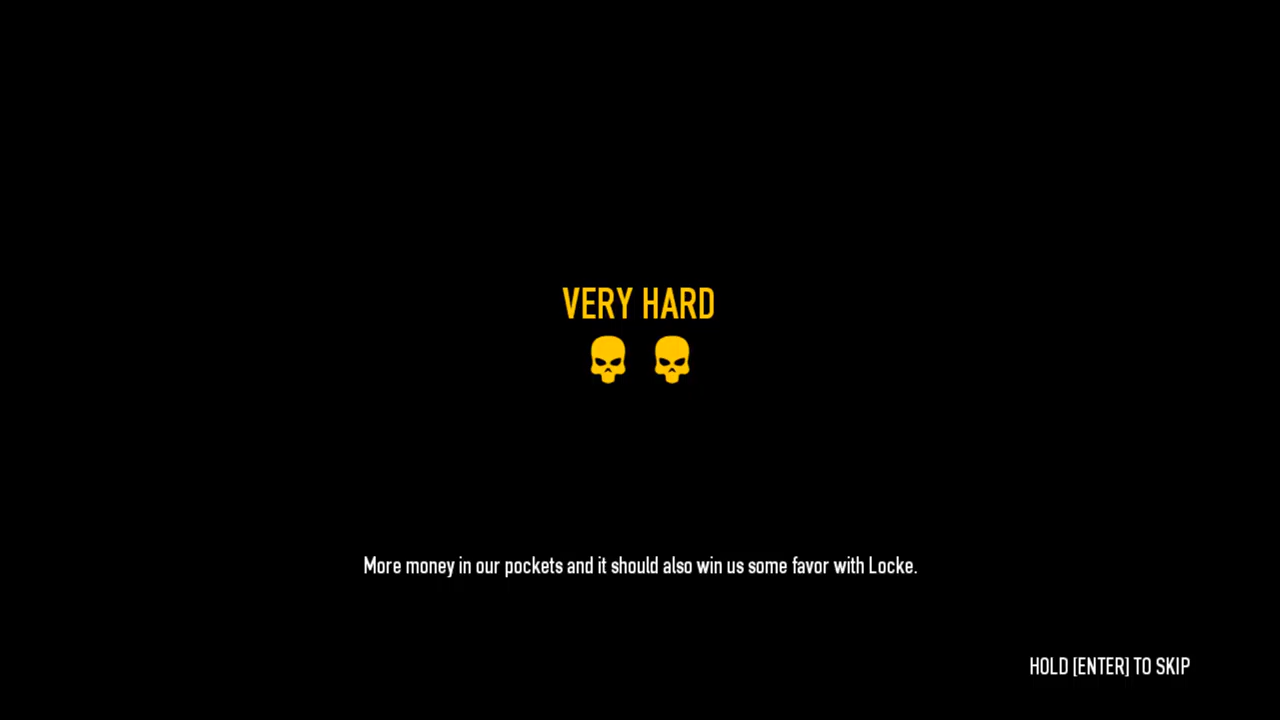 VERY HARD
More money in our pockets and it should also win us some favor with Locke.
HOLD [ENTER] TO SKIP